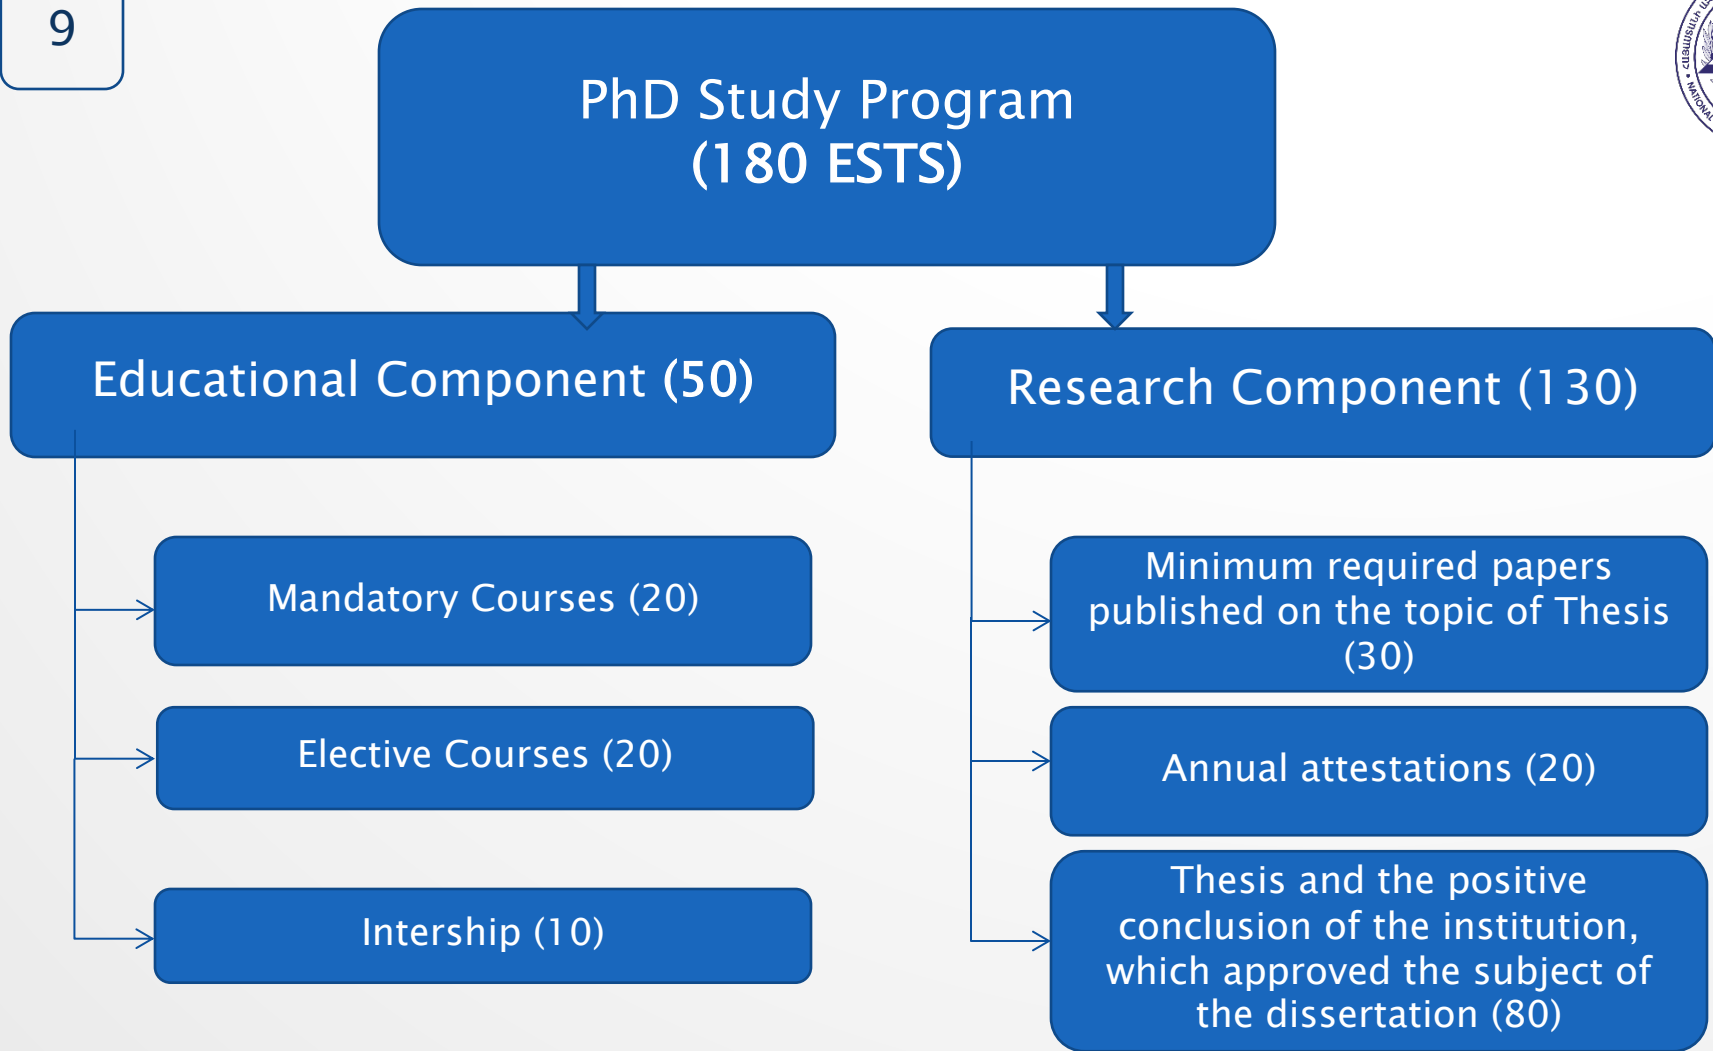 9
ՀԱՅԱՍՏԱՆԻ
NATIONAL
PhD Study Program
(180 ESTS)
Educational Component (50)
Research Component (130)
Mandatory Courses (20)
Elective Courses (20)
Intership (10)
Minimum required papers
published on the topic of Thesis
(30)
Annual attestations (20)
Thesis and the positive
conclusion of the institution,
which approved the subject of
the dissertation (80)